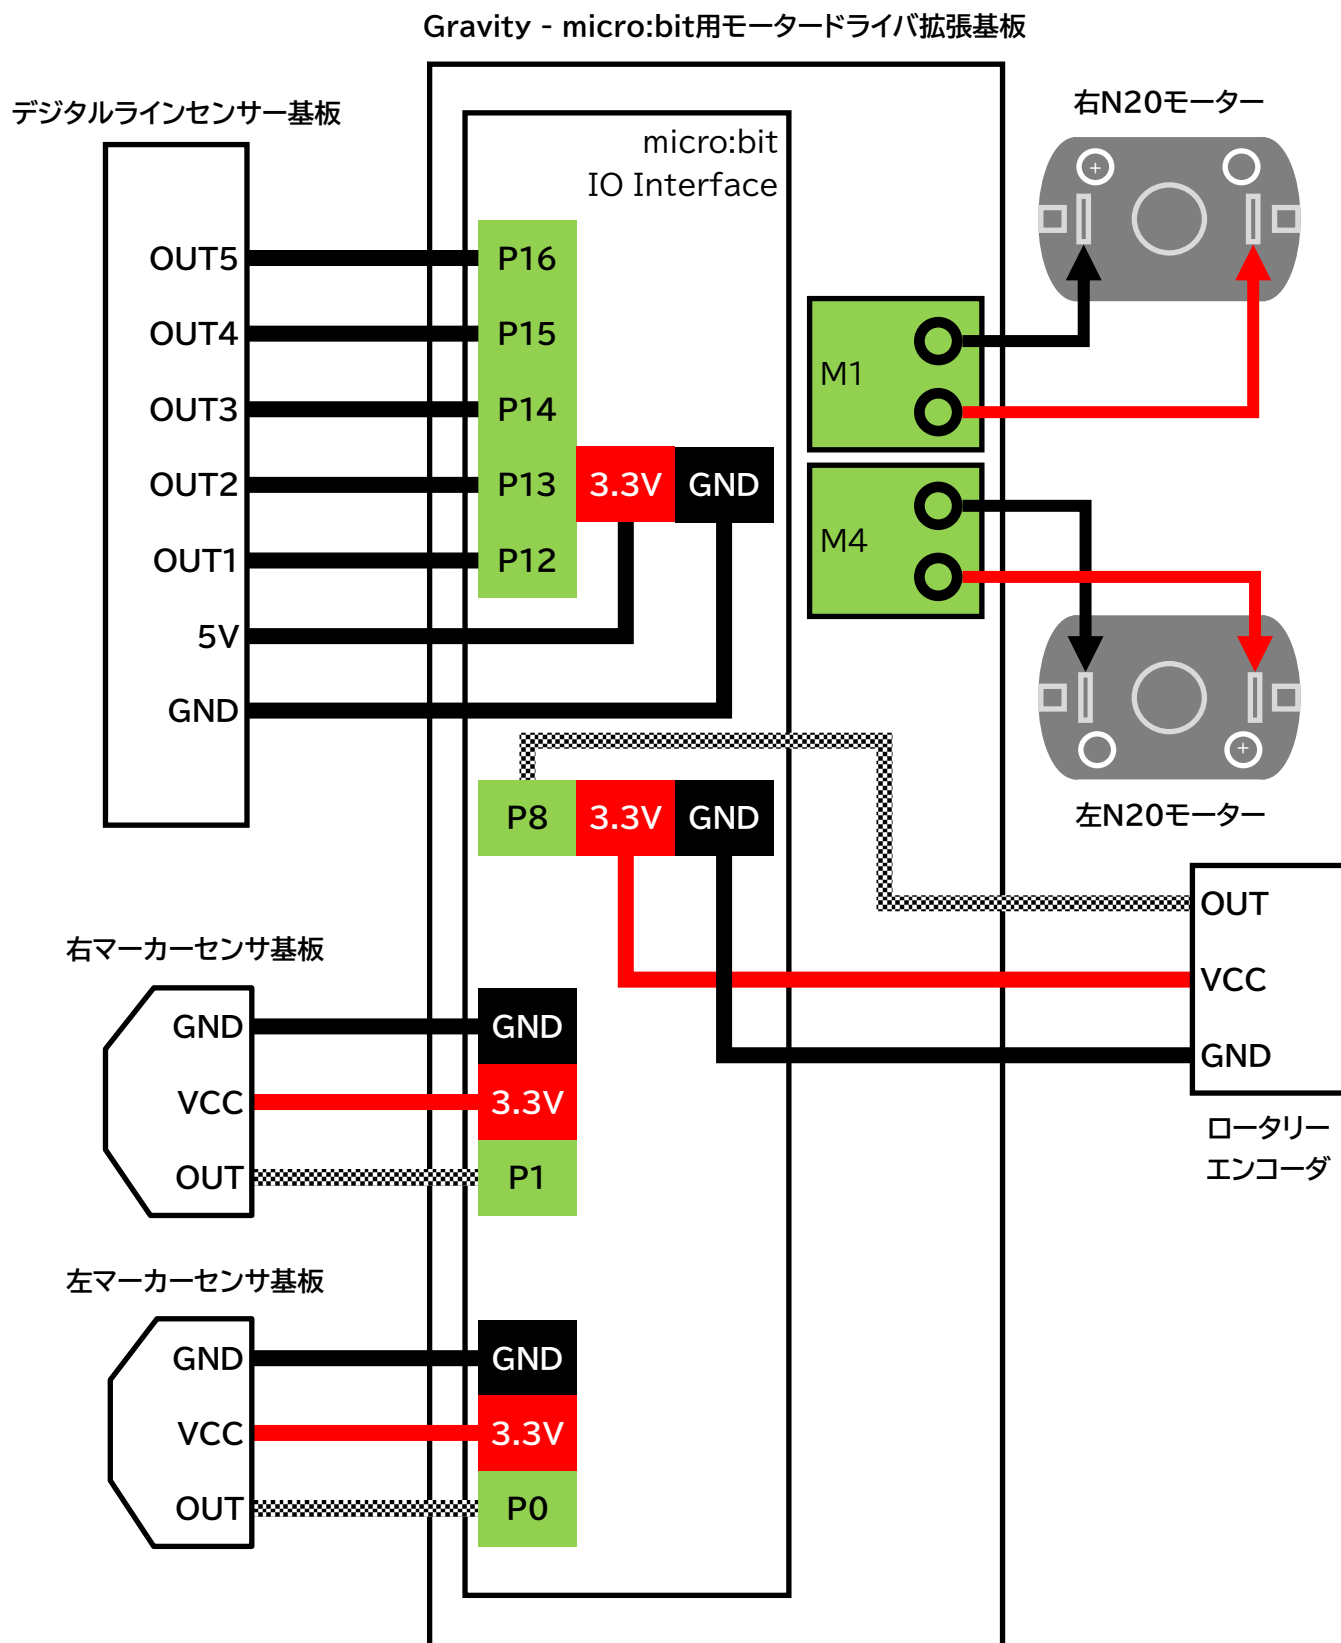 Gravity - micro:bit用モータードライバ拡張基板
デジタルラインセンサー基板
OUT5
OUT4
OUT3
OUT2
OUT1
5V
GND
micro:bit
IO Interface
P16
P15
P14
P13 3.3V GND
P12
M1
M4
右N20モーター
+
+
左N20モーター
P8 3.3V GND
OUT
VCC
GND
ロータリー
エンコーダ
右マーカーセンサ基板
GND GND
VCC 3.3V
OUT P1
左マーカーセンサ基板
GND GND
VCC 3.3V
OUT P0